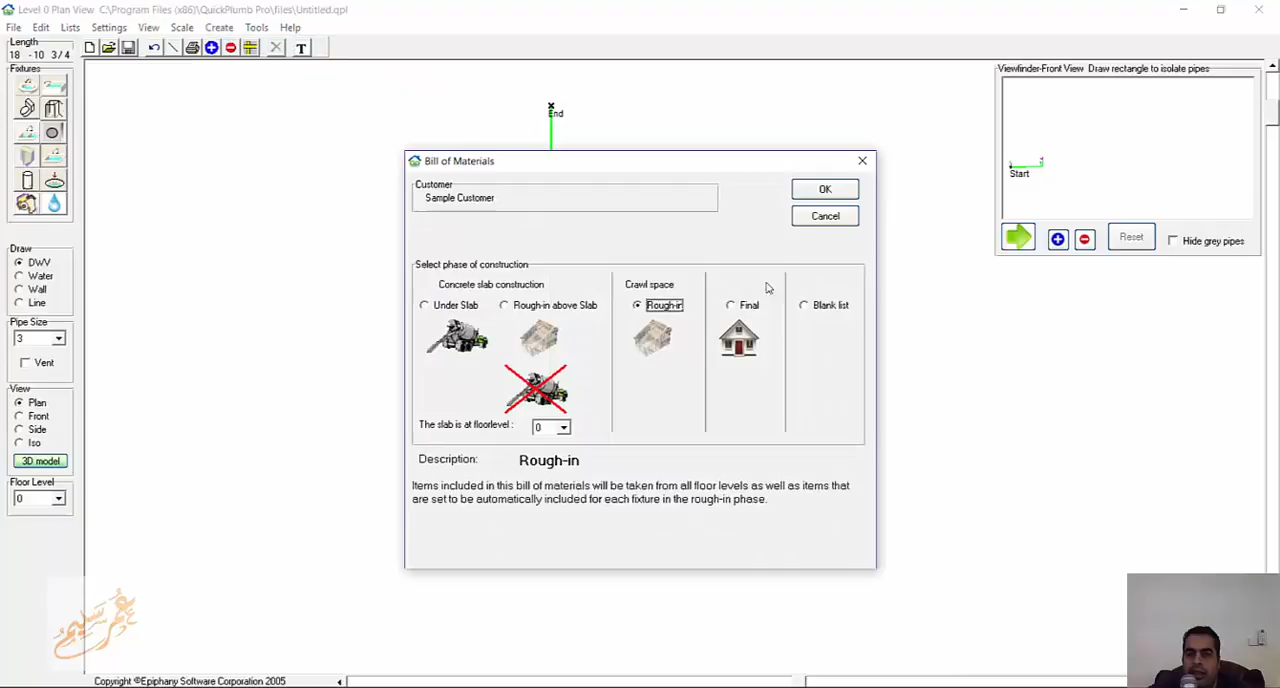 Level 0 Plan View C:\Program Files (x86)\QuickPlumb Pro\files\Untitled.qpl
File Edit Lists Settings View Scale Create Tools Help
Length
18 - 10 3/4
T
Fixtures
Viewfinder-Front View Draw rectangle to isolate pipes
End
Start
Reset
Hide grey pipes
Bill of Materials
Customer
Sample Customer
OK
Cancel
Select phase of construction
Concrete slab construction
Crawl space
Under Slab
Rough-in above Slab
Rough-in
Final
Blank list
The slab is at floorlevel :
0
Description:
Rough-in
Items included in this bill of materials will be taken from all floor levels as well as items that
are set to be automatically included for each fixture in the rough-in phase.
Draw
DWV
Water
Wall
Line
Pipe Size
3
Vent
View
Plan
Front
Side
Iso
3D model
Floor Level
0
عمر سليم
Copyright ©Epiphany Software Corporation 2005